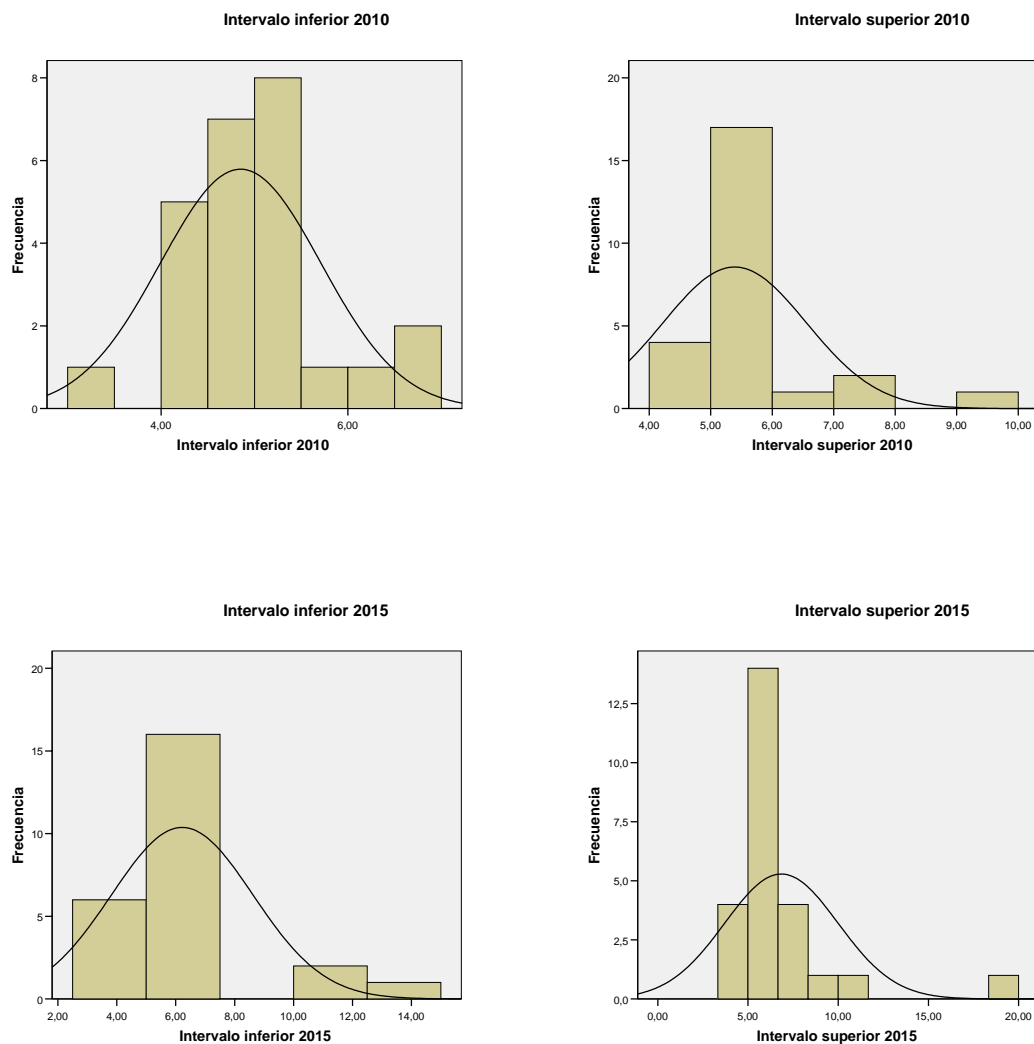 Intervalo inferior 2010
8
6
4
2
0
Frecuencia
4,00 6,00
Intervalo inferior 2010
Intervalo superior 2010
20
15
10
5
0
Frecuencia
4,00 5,00 6,00 7,00 8,00 9,00 10,00
Intervalo superior 2010
Intervalo inferior 2015
20
15
10
5
0
Frecuencia
2,00 4,00 6,00 8,00 10,00 12,00 14,00
Intervalo inferior 2015
Intervalo superior 2015
12,5
10,0
7,5
5,0
2,5
0,0
Frecuencia
0,00 5,00 10,00 15,00 20,00
Intervalo superior 2015